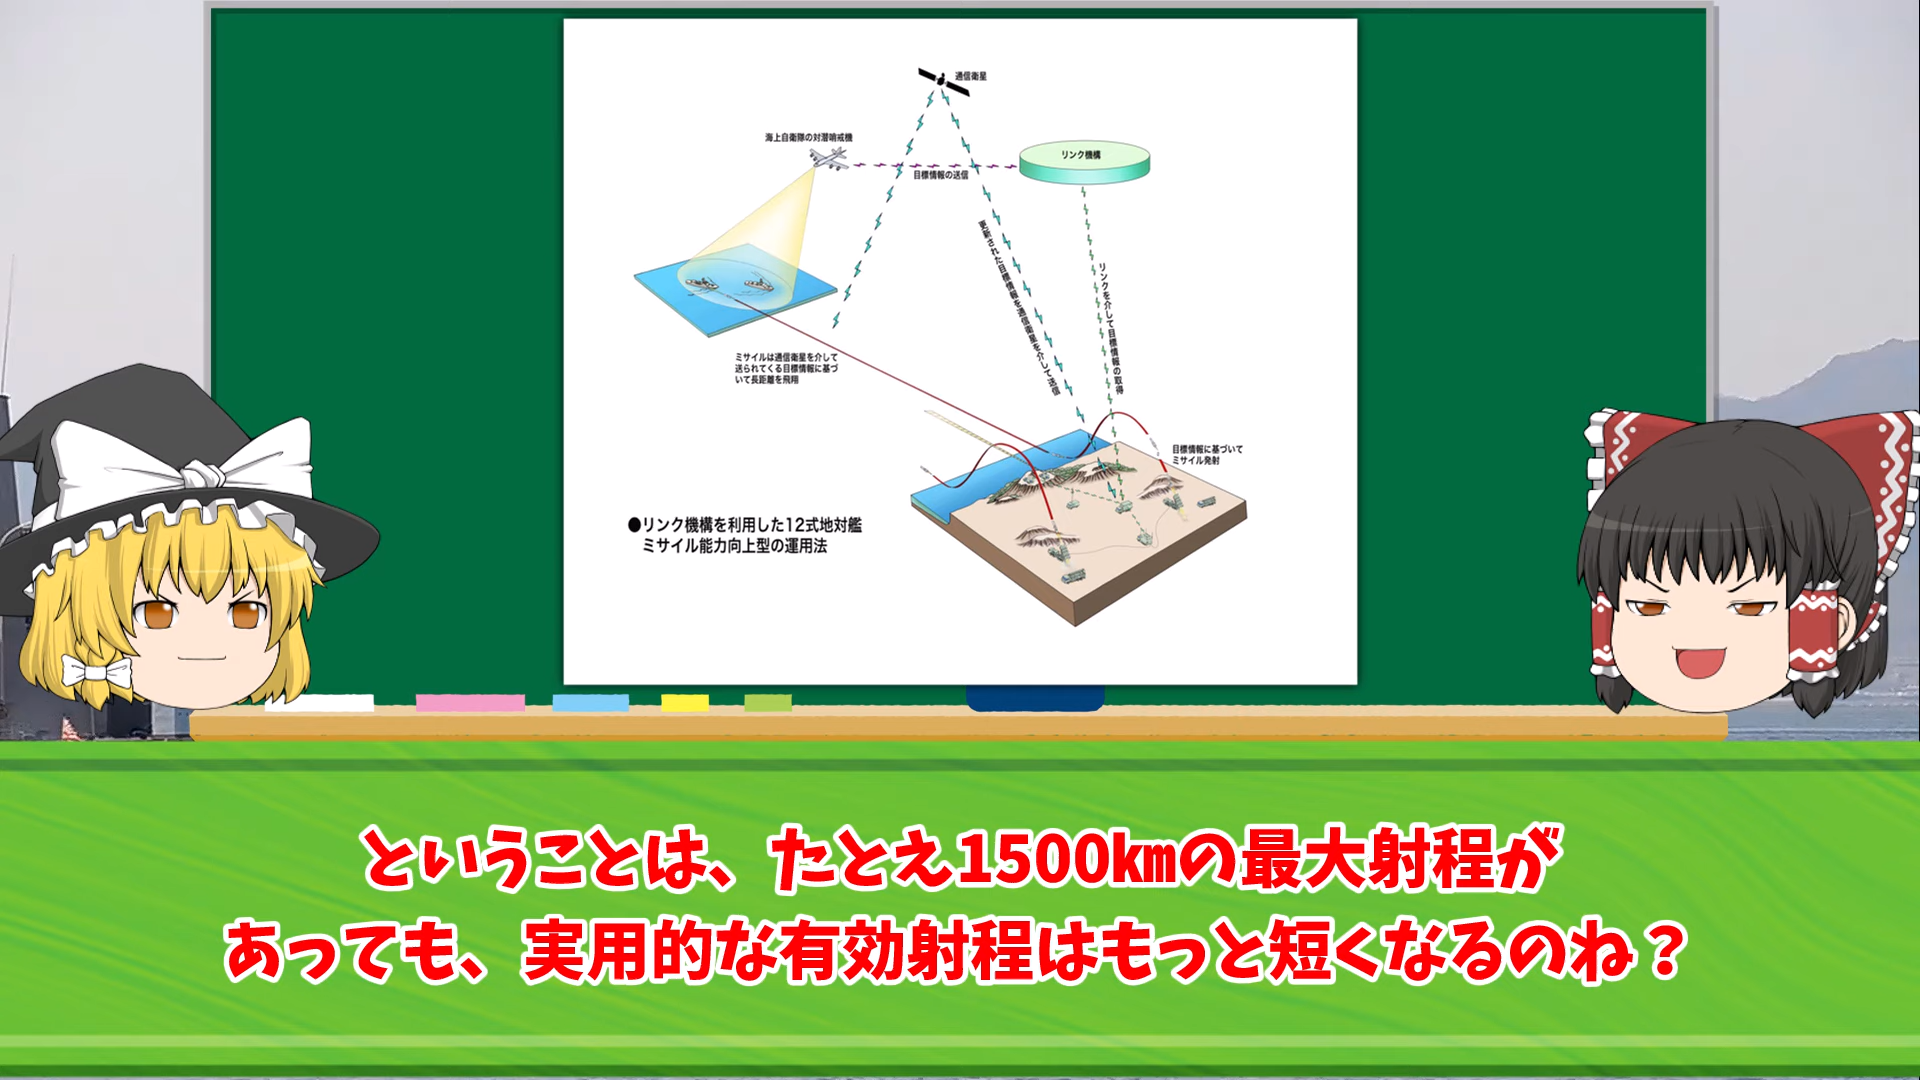 通信衛星
海上自衛隊の対潜哨戒機
リンク機構
目標情報の送信
更新された目標情報を通信衛星を介して送信
リンクを介して目標情報の取得
ミサイルは通信衛星を介して
送られてくる目標情報に基づ
いて長距離を飛翔
目標情報に基づいて
ミサイル発射
●リンク機構を利用した12式地対艦
ミサイル能力向上型の運用法
ということは、たとえ1500㎞の最大射程が
あっても、実用的な有効射程はもっと短くなるのね？